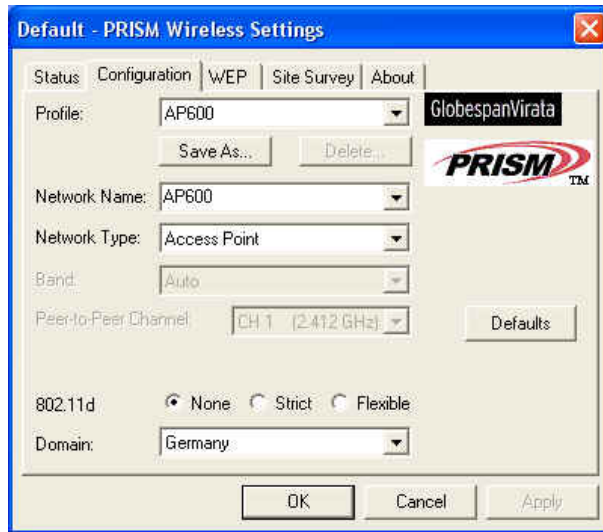 Default - PRISM Wireless Settings
Status Configuration WEP Site Survey About
Profile: AP600
GlobespanVirata
Save As... Delete...
PRISM TM
Network Name: AP600
Network Type: Access Point
Band: Auto
Peer-to-Peer Channel: CH 1 (2.412 GHz)
Defaults
802.11d None Strict Flexible
Domain: Germany
OK Cancel Apply